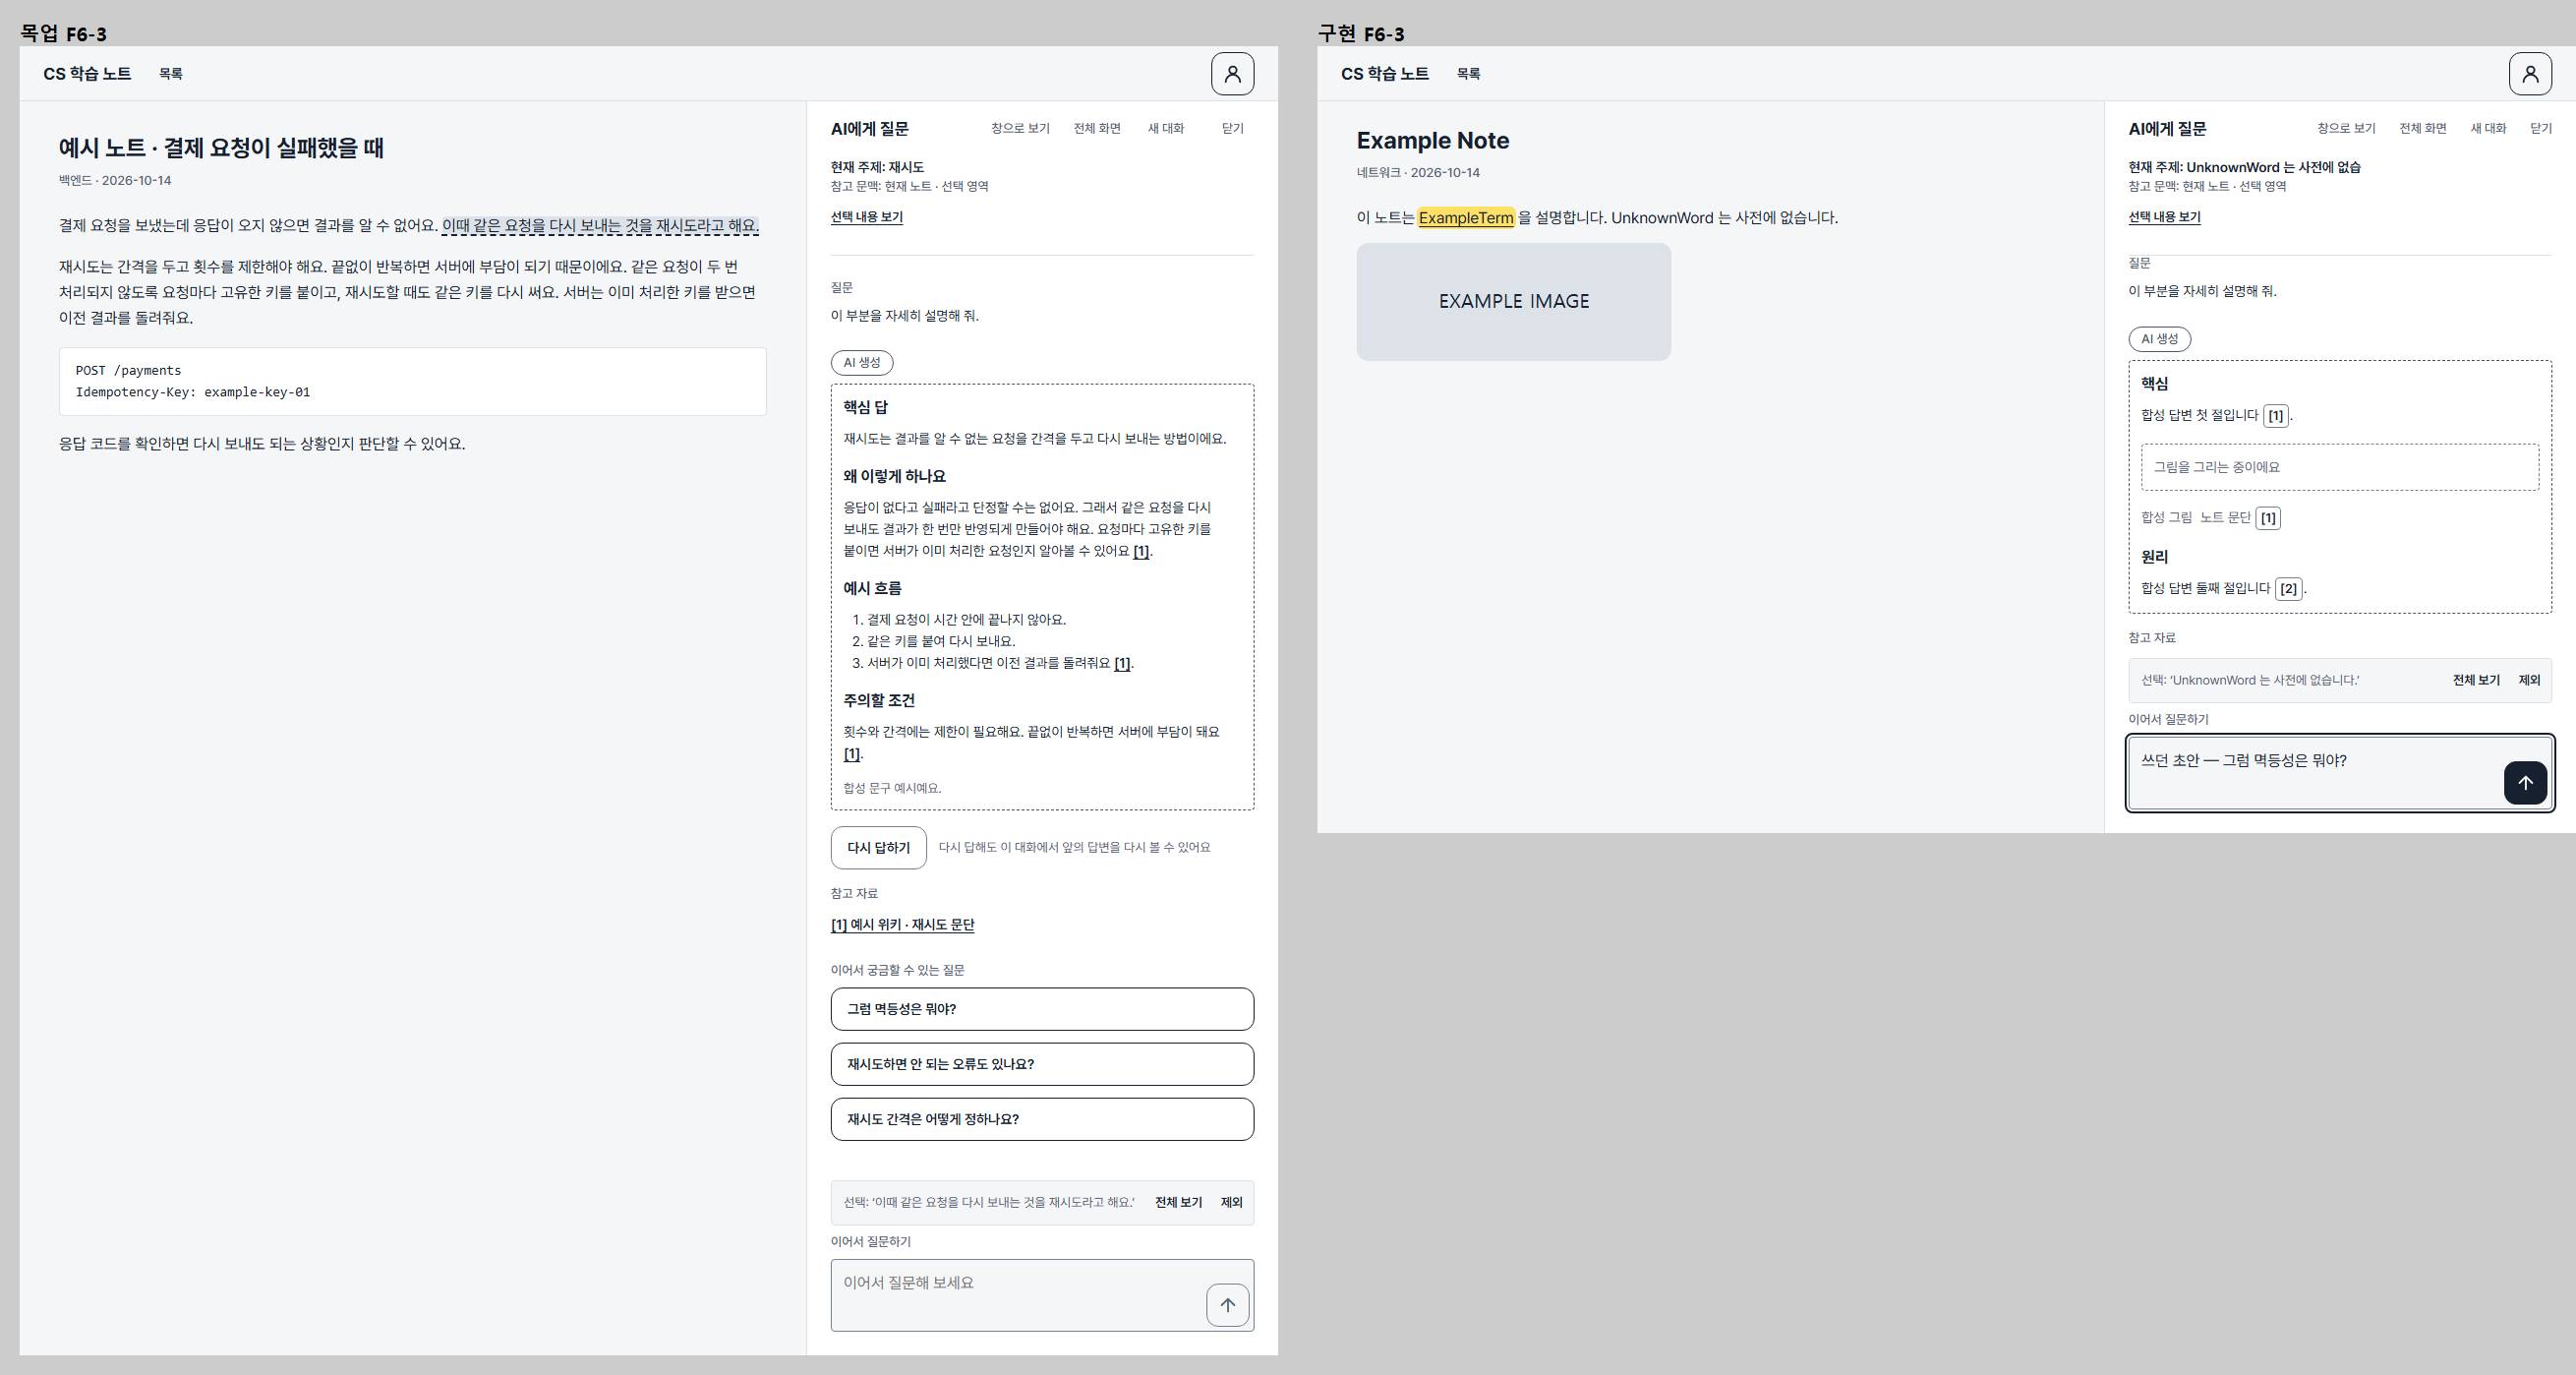 목업 F6-3
CS 학습 노트 목록
예시 노트 · 결제 요청이 실패했을 때
백엔드 · 2026-10-14
결제 요청을 보냈는데 응답이 오지 않으면 결과를 알 수 없어요. 이때 같은 요청을 다시 보내는 것을 재시도라고 해요.
재시도는 간격을 두고 횟수를 제한해야 해요. 끝없이 반복하면 서버에 부담이 되기 때문이에요. 같은 요청이 두 번
처리되지 않도록 요청마다 고유한 키를 붙이고, 재시도할 때도 같은 키를 다시 써요. 서버는 이미 처리한 키를 받으면
이전 결과를 돌려줘요.
POST /payments
Idempotency-Key: example-key-01
응답 코드를 확인하면 다시 보내도 되는 상황인지 판단할 수 있어요.
AI에게 질문 창으로 보기 전체 화면 새 대화 닫기
현재 주제: 재시도
참고 문맥: 현재 노트 · 선택 영역
선택 내용 보기
질문
이 부분을 자세히 설명해 줘.
AI 생성
핵심 답
재시도는 결과를 알 수 없는 요청을 간격을 두고 다시 보내는 방법이에요.
왜 이렇게 하나요
응답이 없다고 실패라고 단정할 수는 없어요. 그래서 같은 요청을 다시
보내도 결과가 한 번만 반영되게 만들어야 해요. 요청마다 고유한 키를
붙이면 서버가 이미 처리한 요청인지 알아볼 수 있어요 [1].
예시 흐름
1. 결제 요청이 시간 안에 끝나지 않아요.
2. 같은 키를 붙여 다시 보내요.
3. 서버가 이미 처리했다면 이전 결과를 돌려줘요 [1].
주의할 조건
횟수와 간격에는 제한이 필요해요. 끝없이 반복하면 서버에 부담이 돼요
[1].
합성 문구 예시예요.
다시 답하기 다시 답해도 이 대화에서 앞의 답변을 다시 볼 수 있어요
참고 자료
[1] 예시 위키 · 재시도 문단
이어서 궁금할 수 있는 질문
그럼 멱등성은 뭐야?
재시도하면 안 되는 오류도 있나요?
재시도 간격은 어떻게 정하나요?
선택: ‘이때 같은 요청을 다시 보내는 것을 재시도라고 해요.’ 전체 보기 제외
이어서 질문하기
이어서 질문해 보세요
구현 F6-3
CS 학습 노트 목록
Example Note
네트워크 · 2026-10-14
이 노트는 ExampleTerm 을 설명합니다. UnknownWord 는 사전에 없습니다.
EXAMPLE IMAGE
AI에게 질문 창으로 보기 전체 화면 새 대화 닫기
현재 주제: UnknownWord 는 사전에 없습
참고 문맥: 현재 노트 · 선택 영역
선택 내용 보기
질문
이 부분을 자세히 설명해 줘.
AI 생성
핵심
합성 답변 첫 절입니다 [1].
그림을 그리는 중이에요
합성 그림 노트 문단 [1]
원리
합성 답변 둘째 절입니다 [2].
참고 자료
선택: ‘UnknownWord 는 사전에 없습니다.’ 전체 보기 제외
이어서 질문하기
쓰던 초안 — 그럼 멱등성은 뭐야?